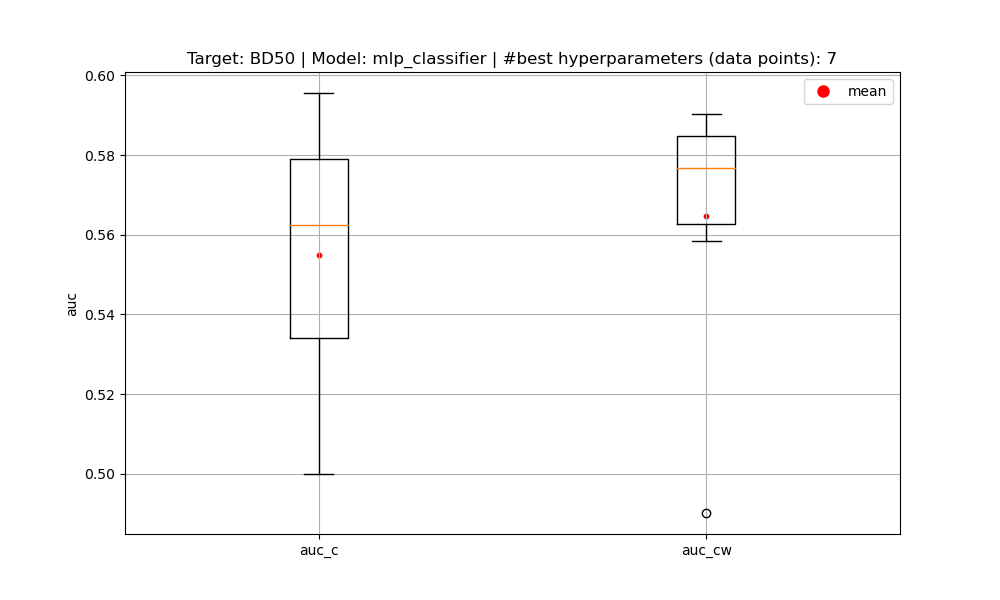 Target: BD50 | Model: mlp_classifier | #best hyperparameters (data points): 7
mean
0.60
0.58
0.56
0.54
0.52
0.50
auc
auc_c
auc_cw